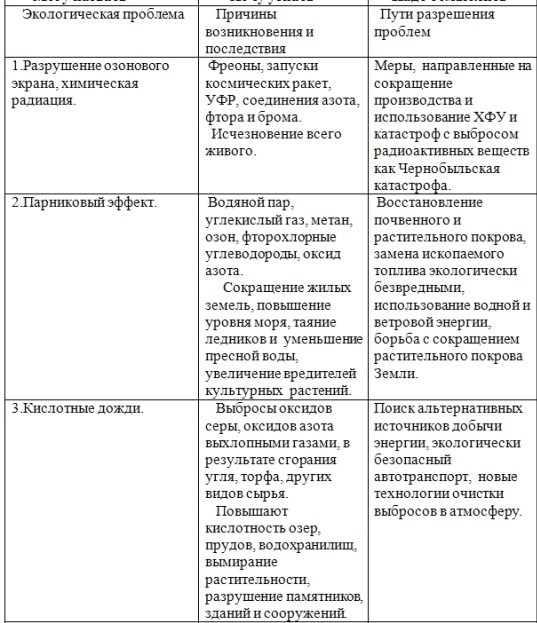 Экологическая проблема
Причины
возникновения и
последствия
Пути разрешения
проблем
1.Разрушение озонового
экрана, химическая
радиация.
Фреоны, запуски
космических ракет,
УФР, соединения азота,
фтора и брома.
Исчезновение всего
живого.
Меры, направленные на
сокращение
производства и
использование ХФУ и
катастроф с выбросом
радиоактивных веществ
как Чернобыльская
катастрофа.
2.Парниковый эффект.
Водяной пар,
углекислый газ, метан,
озон, фторохлорные
углеводороды, оксид
азота.
Сокращение жилых
земель, повышение
уровня моря, таяние
ледников и уменьшение
пресной воды,
увеличение вредителей
культурных растений.
Восстановление
почвенного и
растительного покрова,
замена ископаемого
топлива экологически
безвредными,
использование водной и
ветровой энергии,
борьба с сокращением
растительного покрова
Земли.
3.Кислотные дожди.
Выбросы оксидов
серы, оксидов азота
выхлопными газами, в
результате сгорания
угля, торфа, других
видов сырья.
Повышают
кислотность озер,
прудов, водохранилищ,
вымирание
растительности,
разрушение памятников,
зданий и сооружений.
Поиск альтернативных
источников добычи
энергии, экологически
безопасный
автотранспорт, новые
технологии очистки
выбросов в атмосферу.